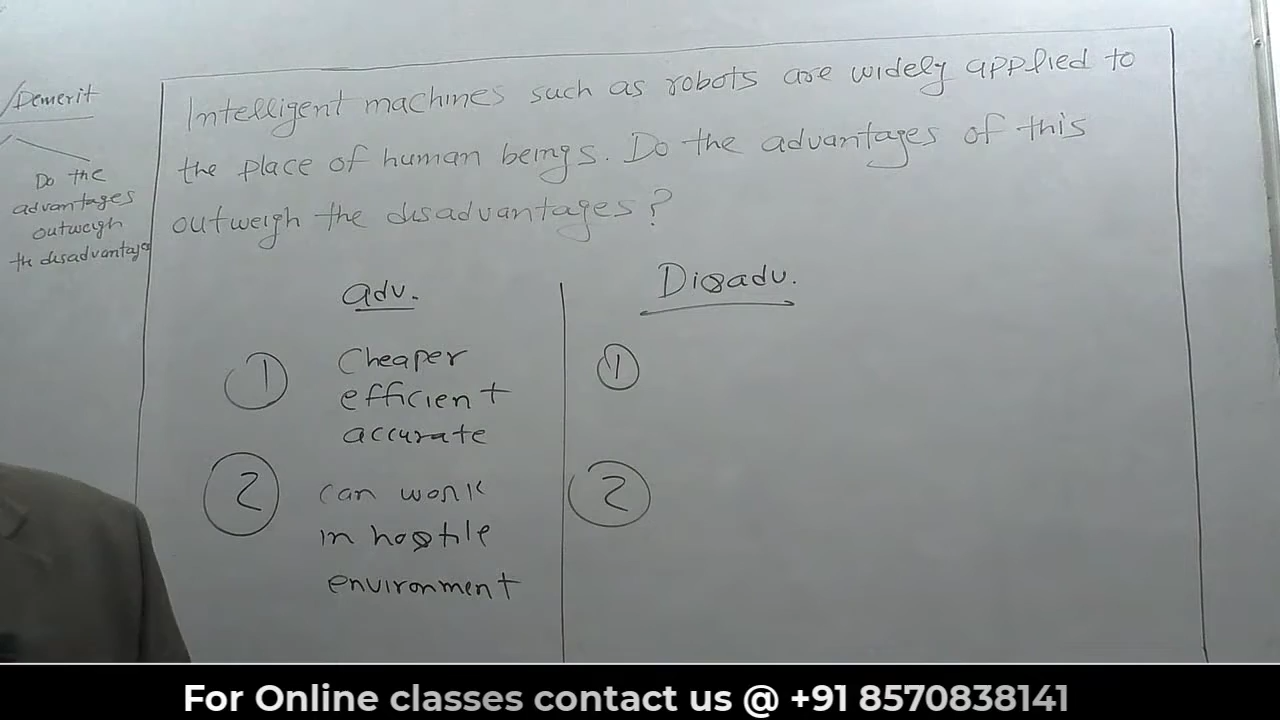 /Demerit
Do the
advantages
outweigh
the disadvantages
Intelligent machines such as robots are widely applied to
the place of human beings. Do the advantages of this
outweigh the disadvantages?
adv.
1 Cheaper
efficient
accurate
2 can work
in hostile
environment
Disadv.
1
2
For Online classes contact us @ +91 8570838141